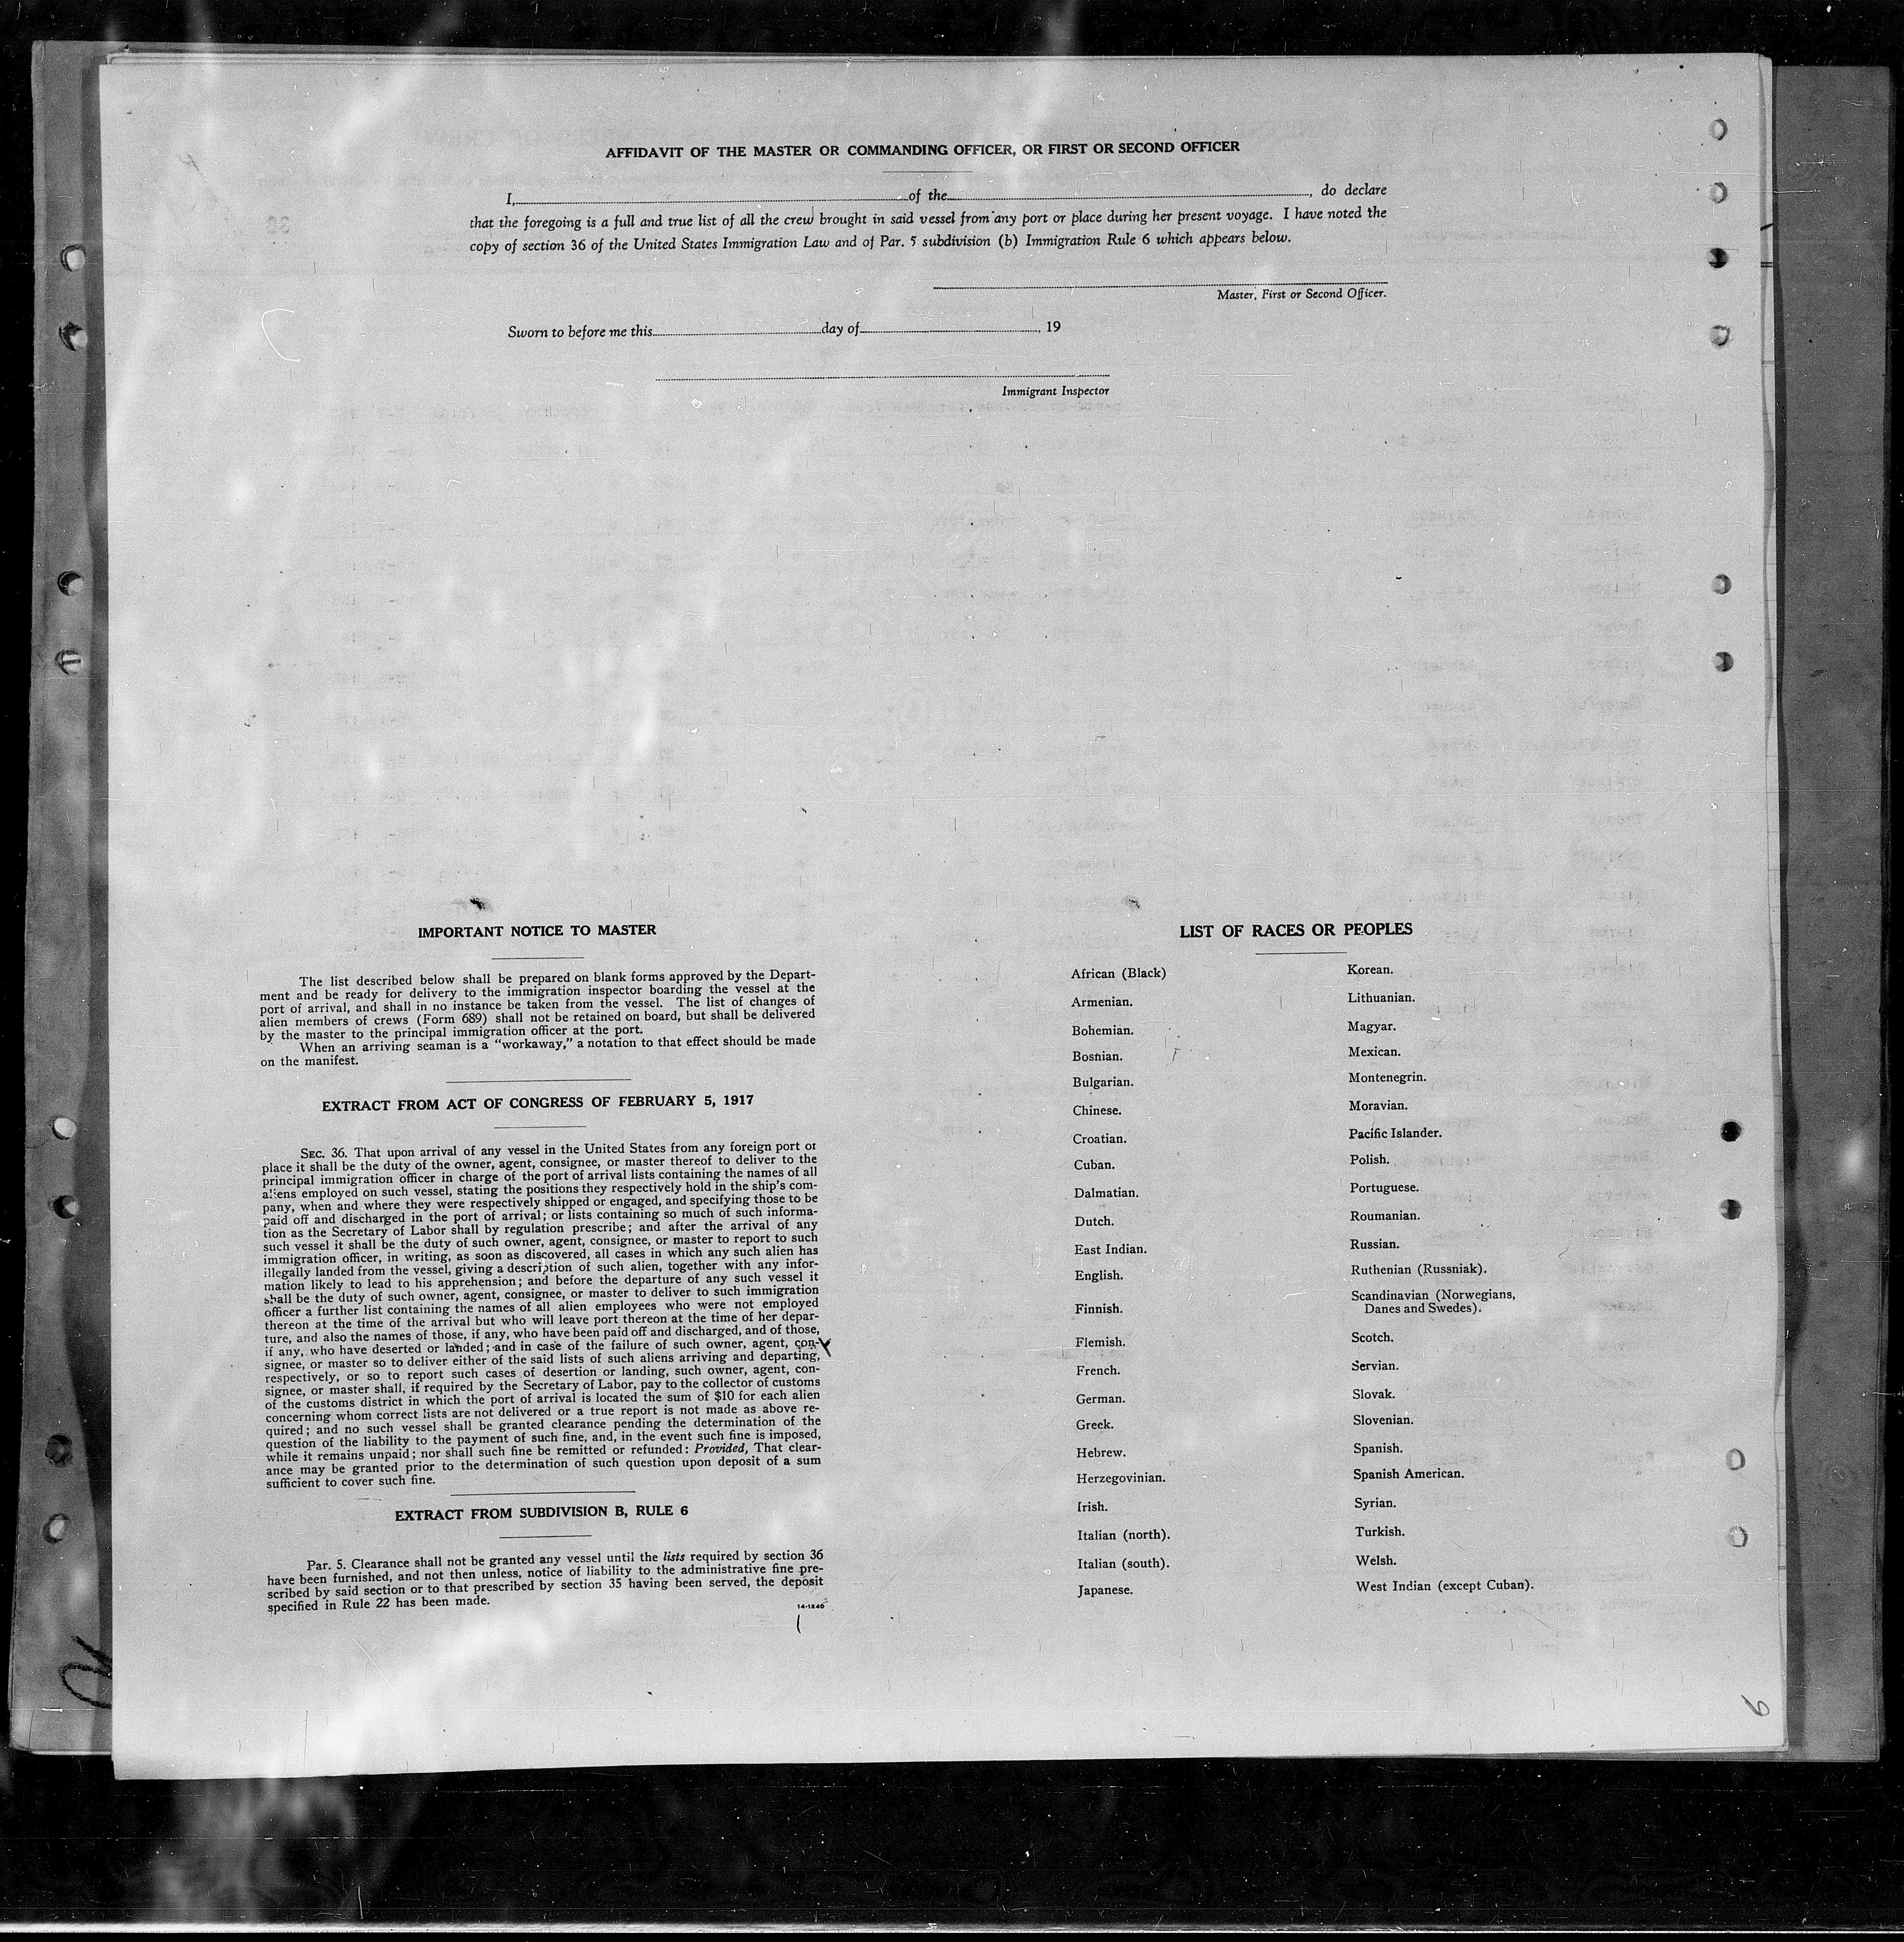 AFFIDAVIT OF THE MASTER OR COMMANDING OFFICER, OR FIRST OR SECOND OFFICER
I, of the , do declare
that the foregoing is a full and true list of all the crew brought in said vessel from any port or place during her present voyage. I have noted the
copy of section 36 of the United States Immigration Law and of Par. 5 subdivision (b) Immigration Rule 6 which appears below.
Master, First or Second Officer.
Sworn to before me this day of , 19
Immigrant Inspector
IMPORTANT NOTICE TO MASTER
The list described below shall be prepared on blank forms approved by the Depart-
ment and be ready for delivery to the immigration inspector boarding the vessel at the
port of arrival, and shall in no instance be taken from the vessel. The list of changes of
alien members of crews (Form 689) shall not be retained on board, but shall be delivered
by the master to the principal immigration officer at the port.
When an arriving seaman is a "workaway," a notation to that effect should be made
on the manifest.
EXTRACT FROM ACT OF CONGRESS OF FEBRUARY 5, 1917
SEC. 36. That upon arrival of any vessel in the United States from any foreign port or
place it shall be the duty of the owner, agent, consignee, or master thereof to deliver to the
principal immigration officer in charge of the port of arrival lists containing the names of all
aliens employed on such vessel, stating the positions they respectively hold in the ship's com-
pany, when and where they were respectively shipped or engaged, and specifying those to be
paid off and discharged in the port of arrival; or lists containing so much of such informa-
tion as the Secretary of Labor shall by regulation prescribe; and after the arrival of any
such vessel it shall be the duty of such owner, agent, consignee, or master to report to such
immigration officer, in writing, as soon as discovered, all cases in which any such alien has
illegally landed from the vessel, giving a description of such alien, together with any infor-
mation likely to lead to his apprehension; and before the departure of any such vessel it
shall be the duty of such owner, agent, consignee, or master to deliver to such immigration
officer a further list containing the names of all alien employees who were not employed
thereon at the time of the arrival but who will leave port thereon at the time of her depar-
ture, and also the names of those, if any, who have been paid off and discharged, and of those,
if any, who have deserted or landed; and in case of the failure of such owner, agent, con-
signee, or master so to deliver either of the said lists of such aliens arriving and departing,
respectively, or so to report such cases of desertion or landing, such owner, agent, con-
signee, or master shall, if required by the Secretary of Labor, pay to the collector of customs
of the customs district in which the port of arrival is located the sum of $10 for each alien
concerning whom correct lists are not delivered or a true report is not made as above re-
quired; and no such vessel shall be granted clearance pending the determination of the
question of the liability to the payment of such fine, and, in the event such fine is imposed,
while it remains unpaid; nor shall such fine be remitted or refunded: Provided, That clear-
ance may be granted prior to the determination of such question upon deposit of a sum
sufficient to cover such fine.
EXTRACT FROM SUBDIVISION B, RULE 6
Par. 5. Clearance shall not be granted any vessel until the lists required by section 36
have been furnished, and not then unless, notice of liability to the administrative fine pre-
scribed by said section or to that prescribed by section 35 having been served, the deposit
specified in Rule 22 has been made.
14-1240
LIST OF RACES OR PEOPLES
African (Black)
Armenian.
Bohemian.
Bosnian.
Bulgarian.
Chinese.
Croatian.
Cuban.
Dalmatian.
Dutch.
East Indian.
English.
Finnish.
Flemish.
French.
German.
Greek.
Hebrew.
Herzegovinian.
Irish.
Italian (north).
Italian (south).
Japanese.
Korean.
Lithuanian.
Magyar.
Mexican.
Montenegrin.
Moravian.
Pacific Islander.
Polish.
Portuguese.
Roumanian.
Russian.
Ruthenian (Russniak).
Scandinavian (Norwegians,
Danes and Swedes).
Scotch.
Servian.
Slovak.
Slovenian.
Spanish.
Spanish American.
Syrian.
Turkish.
Welsh.
West Indian (except Cuban).